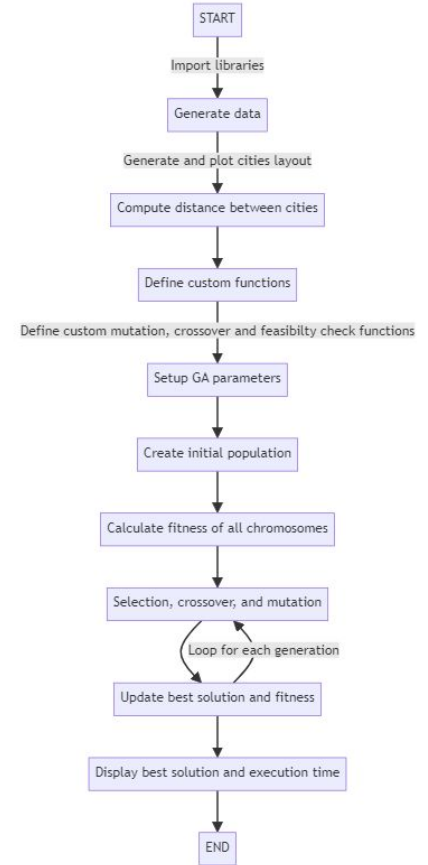 START
Import libraries
Generate data
Generate and plot cities layout
Compute distance between cities
Define custom functions
Define custom mutation, crossover and feasibilty check functions
Setup GA parameters
Create initial population
Calculate fitness of all chromosomes
Selection, crossover, and mutation
Loop for each generation
Update best solution and fitness
Display best solution and execution time
END